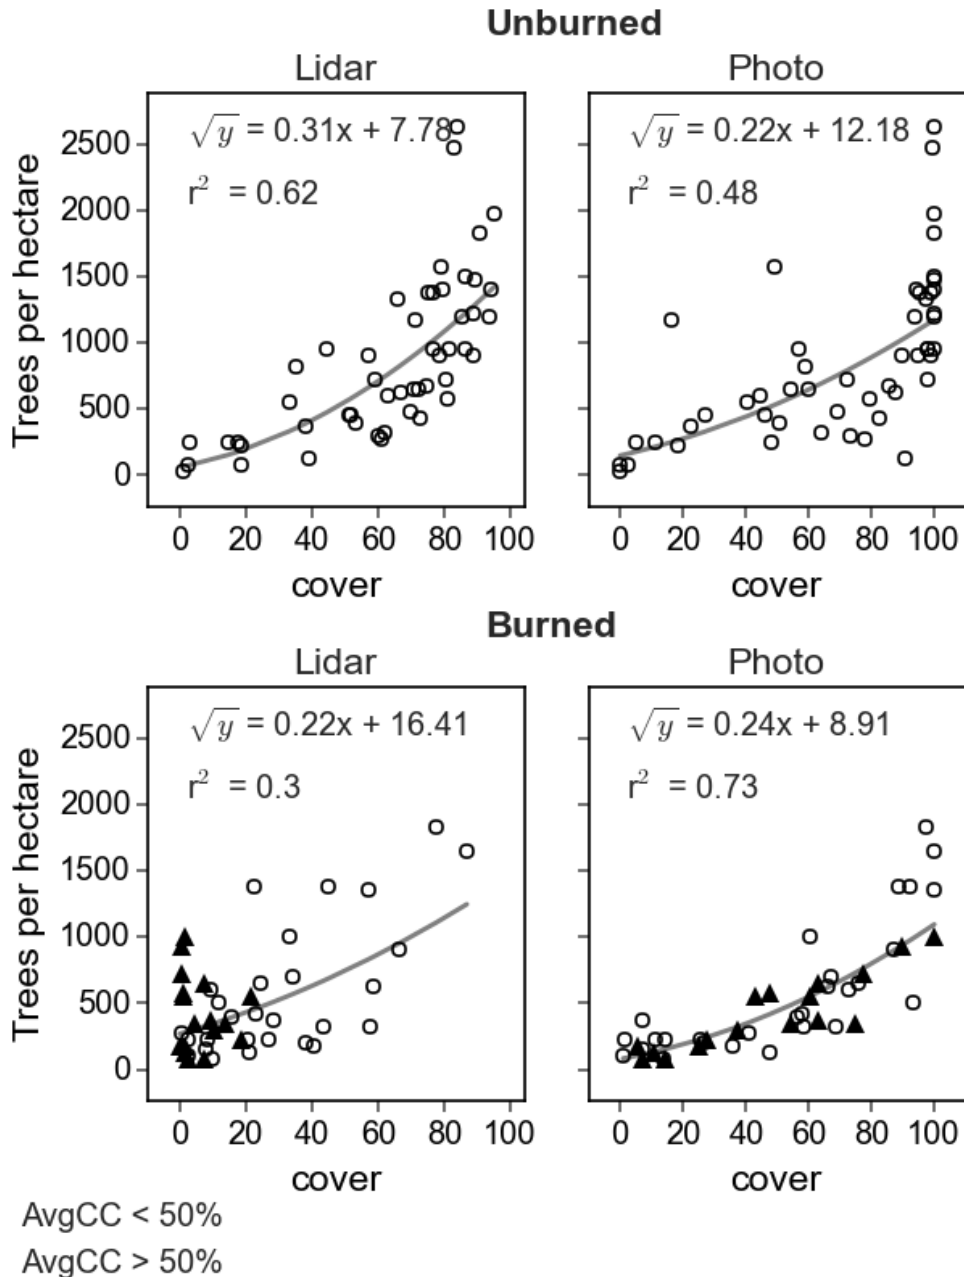 Unburned
Lidar Photo
√y = 0.31x + 7.78 √y = 0.22x + 12.18
r² = 0.62 r² = 0.48
Trees per hectare
2500
2000
1500
1000
500
0
0 20 40 60 80 100 0 20 40 60 80 100
cover cover
Burned
Lidar Photo
√y = 0.22x + 16.41 √y = 0.24x + 8.91
r² = 0.3 r² = 0.73
Trees per hectare
2500
2000
1500
1000
500
0
0 20 40 60 80 100 0 20 40 60 80 100
cover cover
AvgCC < 50%
AvgCC > 50%